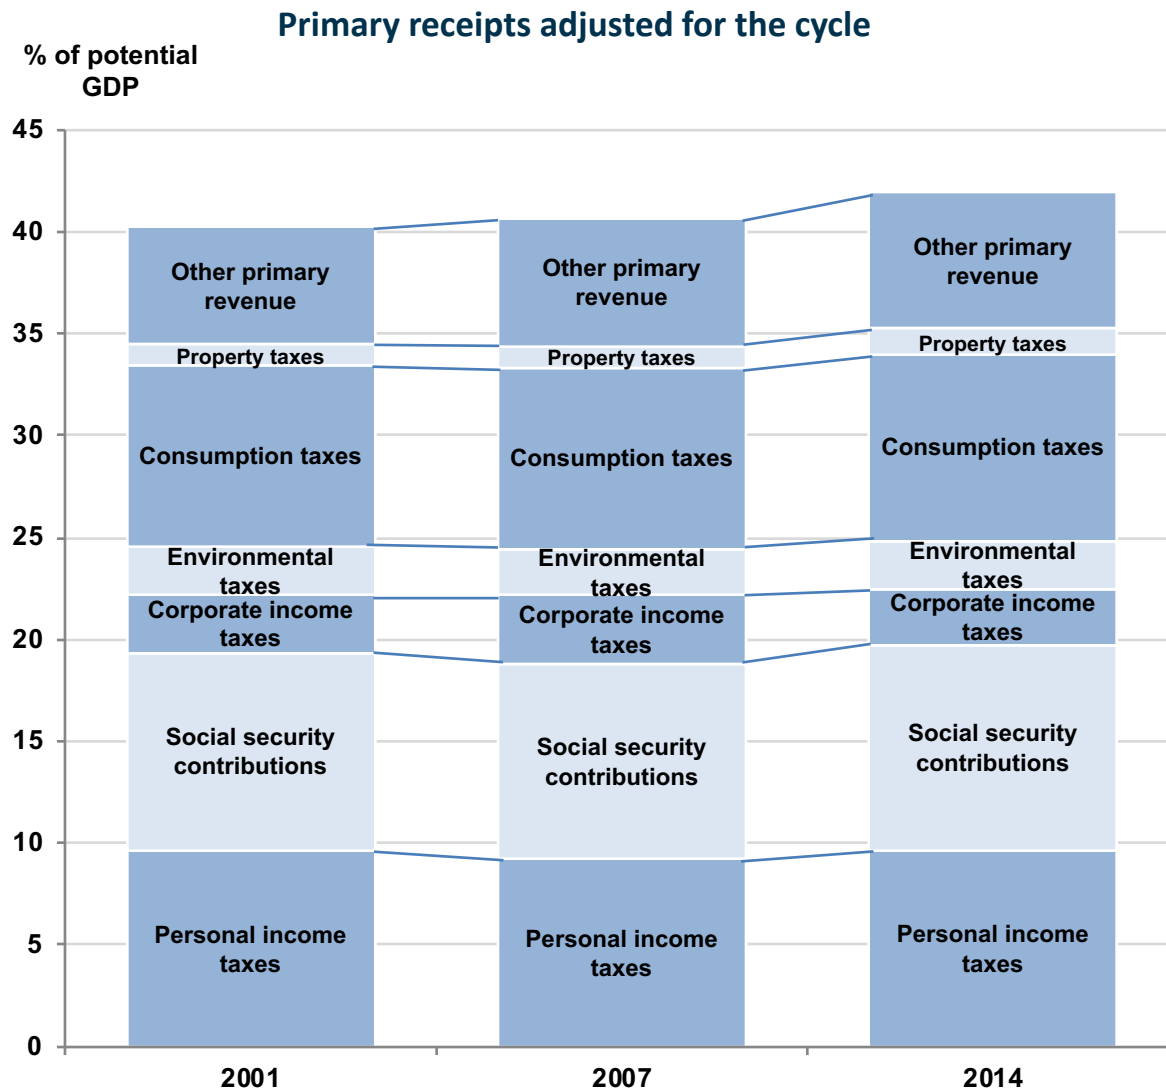 Primary receipts adjusted for the cycle
% of potential
GDP
45
40
35
30
25
20
15
10
5
0
Other primary
revenue
Property taxes
Consumption taxes
Environmental
taxes
Corporate income
taxes
Social security
contributions
Personal income
taxes
Other primary
revenue
Property taxes
Consumption taxes
Environmental
taxes
Corporate income
taxes
Social security
contributions
Personal income
taxes
Other primary
revenue
Property taxes
Consumption taxes
Environmental
taxes
Corporate income
taxes
Social security
contributions
Personal income
taxes
2001
2007
2014